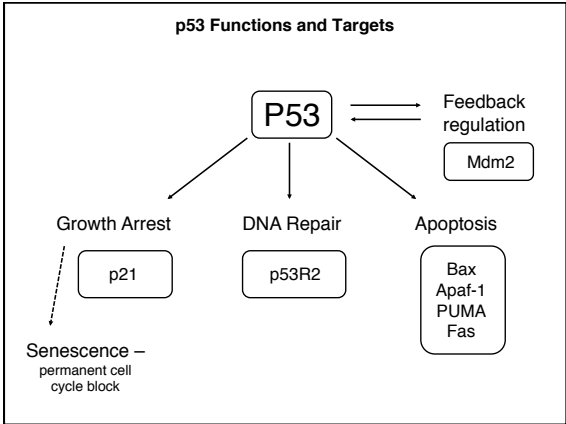 p53 Functions and Targets
P53
Feedback
regulation
Mdm2
Growth Arrest
DNA Repair
Apoptosis
p21
p53R2
Bax
Apaf-1
PUMA
Fas
Senescence –
permanent cell
cycle block